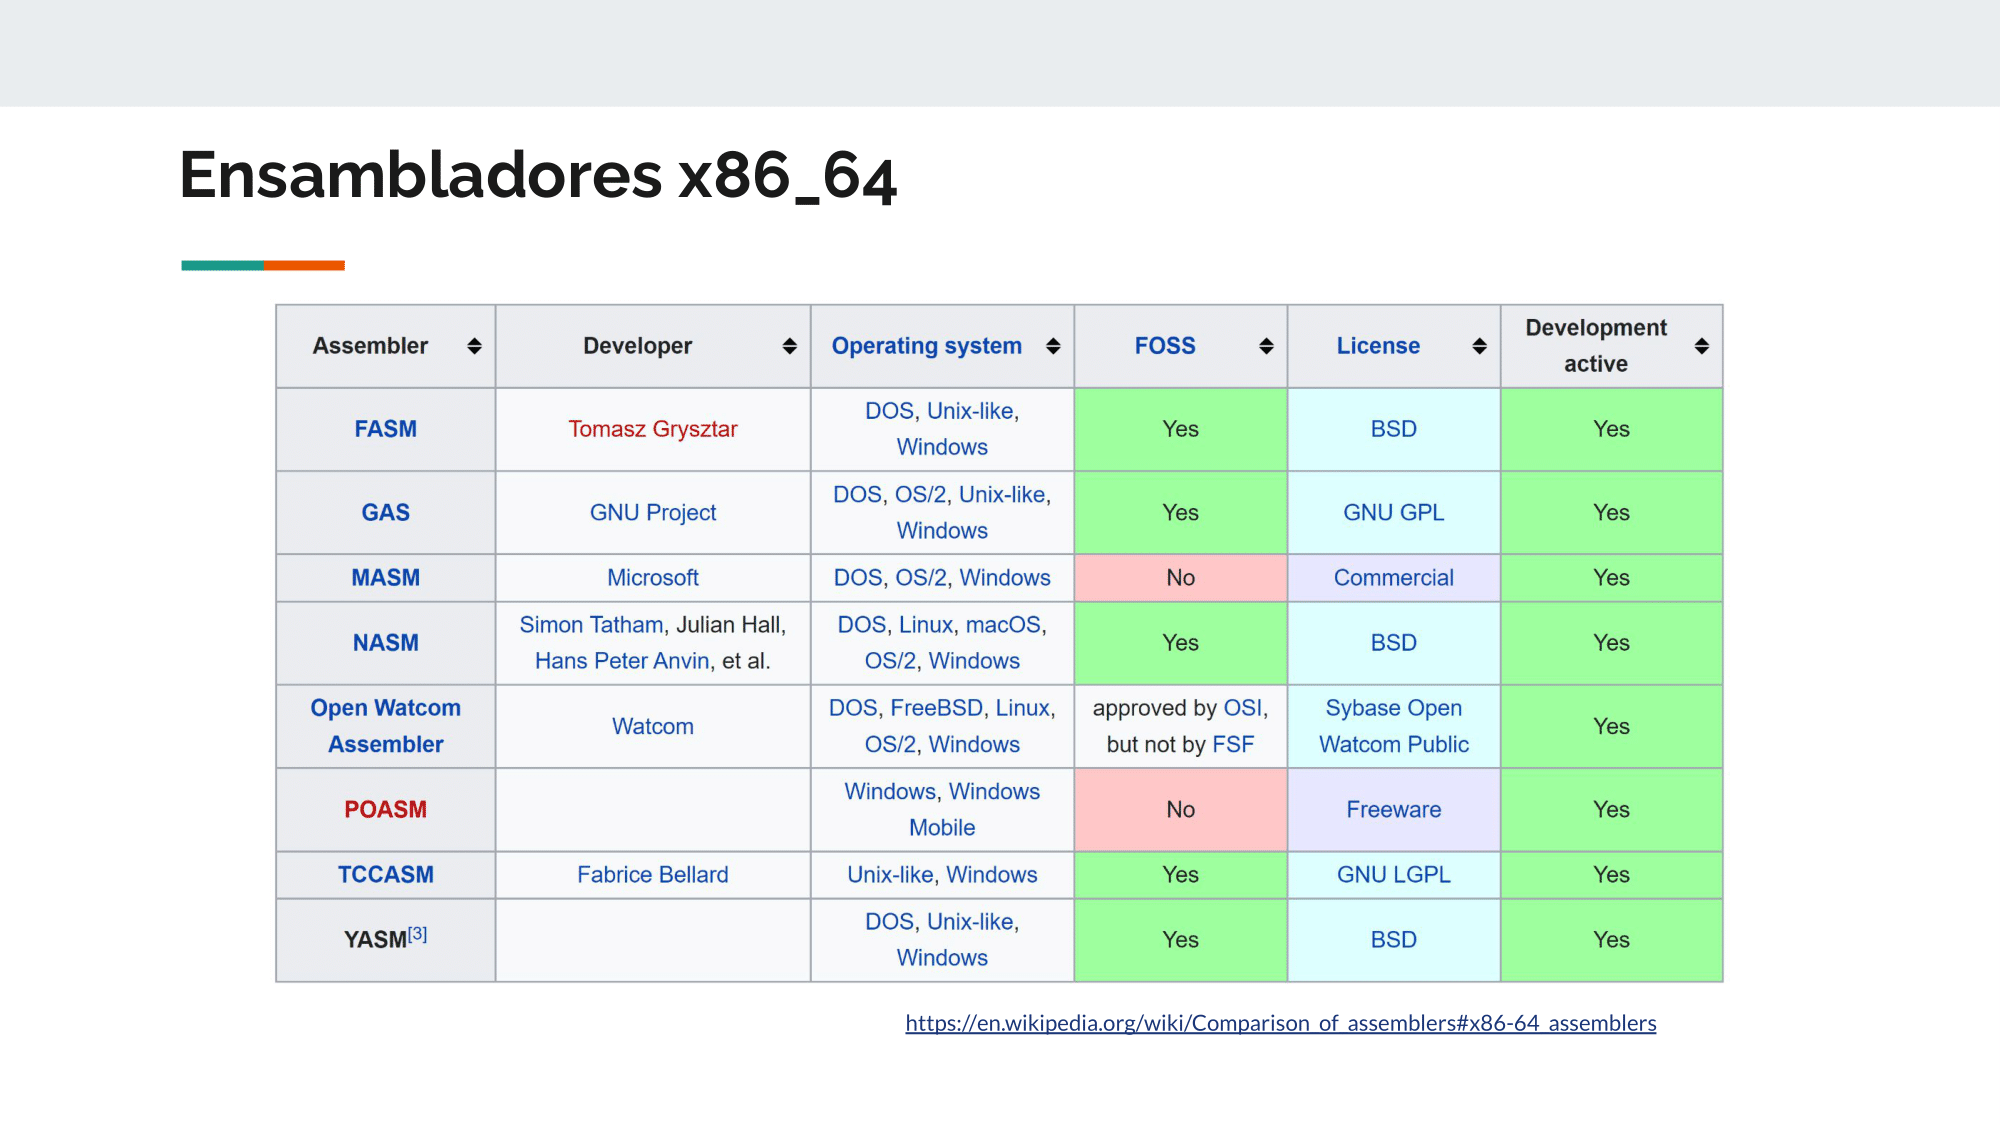 Ensambladores x86_64
Assembler Developer Operating system FOSS License Development active
FASM Tomasz Grysztar DOS, Unix-like, Windows Yes BSD Yes
GAS GNU Project DOS, OS/2, Unix-like, Windows Yes GNU GPL Yes
MASM Microsoft DOS, OS/2, Windows No Commercial Yes
NASM Simon Tatham, Julian Hall, Hans Peter Anvin, et al. DOS, Linux, macOS, OS/2, Windows Yes BSD Yes
Open Watcom Assembler Watcom DOS, FreeBSD, Linux, OS/2, Windows approved by OSI, but not by FSF Sybase Open Watcom Public Yes
POASM Windows, Windows Mobile No Freeware Yes
TCCASM Fabrice Bellard Unix-like, Windows Yes GNU LGPL Yes
YASM[3] DOS, Unix-like, Windows Yes BSD Yes
https://en.wikipedia.org/wiki/Comparison_of_assemblers#x86-64_assemblers